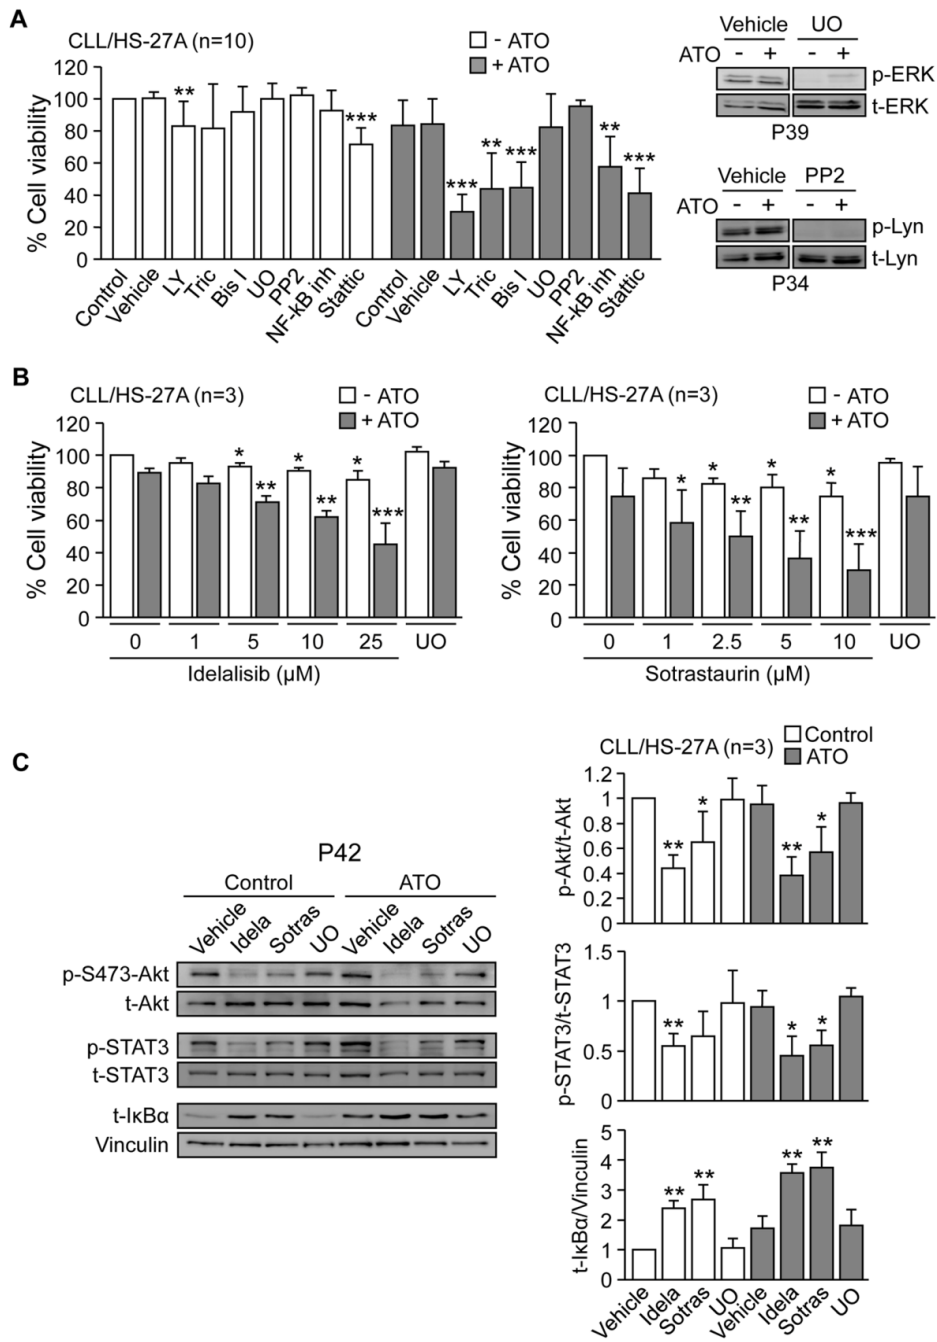 A
CLL/HS-27A (n=10)
- ATO
+ ATO
% Cell viability
120
100
80
60
40
20
0
** *** *** ** *** ** ***
Control Vehicle LY Tric Bis I UO PP2 NF-kB inh Stattic Control Vehicle LY Tric Bis I UO PP2 NF-kB inh Stattic
Vehicle UO
ATO - + - +
p-ERK
t-ERK
P39
Vehicle PP2
ATO - + - +
p-Lyn
t-Lyn
P34
B
CLL/HS-27A (n=3)
- ATO
+ ATO
% Cell viability
120
100
80
60
40
20
0
* ** * ** * ***
0 1 5 10 25 UO
Idelalisib (µM)
CLL/HS-27A (n=3)
- ATO
+ ATO
% Cell viability
120
100
80
60
40
20
0
* * ** * ** * ***
0 1 2.5 5 10 UO
Sotrastaurin (µM)
C
P42
Control ATO
Vehicle Idela Sotras UO Vehicle Idela Sotras UO
p-S473-Akt
t-Akt
p-STAT3
t-STAT3
t-IκBα
Vinculin
CLL/HS-27A (n=3)
Control
ATO
p-Akt/t-Akt
1.2
1
0.8
0.6
0.4
0.2
0
** * ** *
p-STAT3/t-STAT3
1.5
1
0.5
0
** * *
t-IκBα/Vinculin
5
4
3
2
1
0
** ** ** **
Vehicle Idela Sotras UO Vehicle Idela Sotras UO